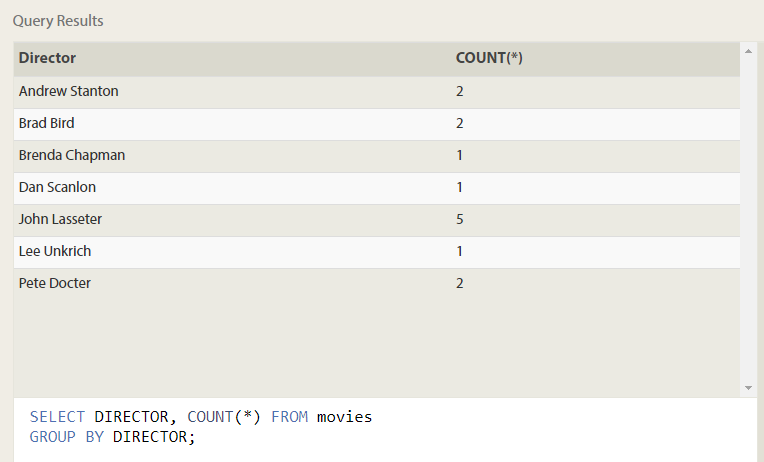 Query Results
Director COUNT(*)
Andrew Stanton 2
Brad Bird 2
Brenda Chapman 1
Dan Scanlon 1
John Lasseter 5
Lee Unkrich 1
Pete Docter 2
SELECT DIRECTOR, COUNT(*) FROM movies
GROUP BY DIRECTOR;